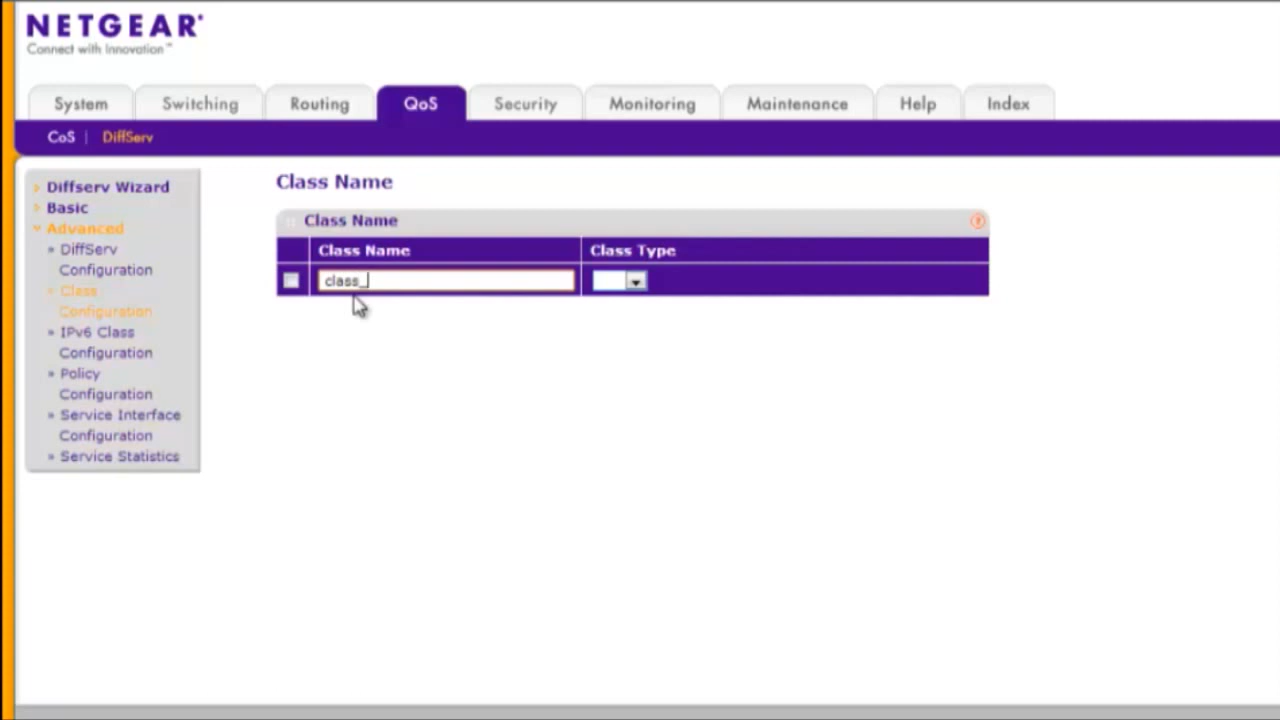 NETGEAR
Connect with Innovation™
System
Switching
Routing
QoS
Security
Monitoring
Maintenance
Help
Index
CoS | DiffServ
Diffserv Wizard
Basic
Advanced
» DiffServ
Configuration
» Class
Configuration
» IPv6 Class
Configuration
» Policy
Configuration
» Service Interface
Configuration
» Service Statistics
Class Name
Class Name
?
Class Name
Class Type
class_